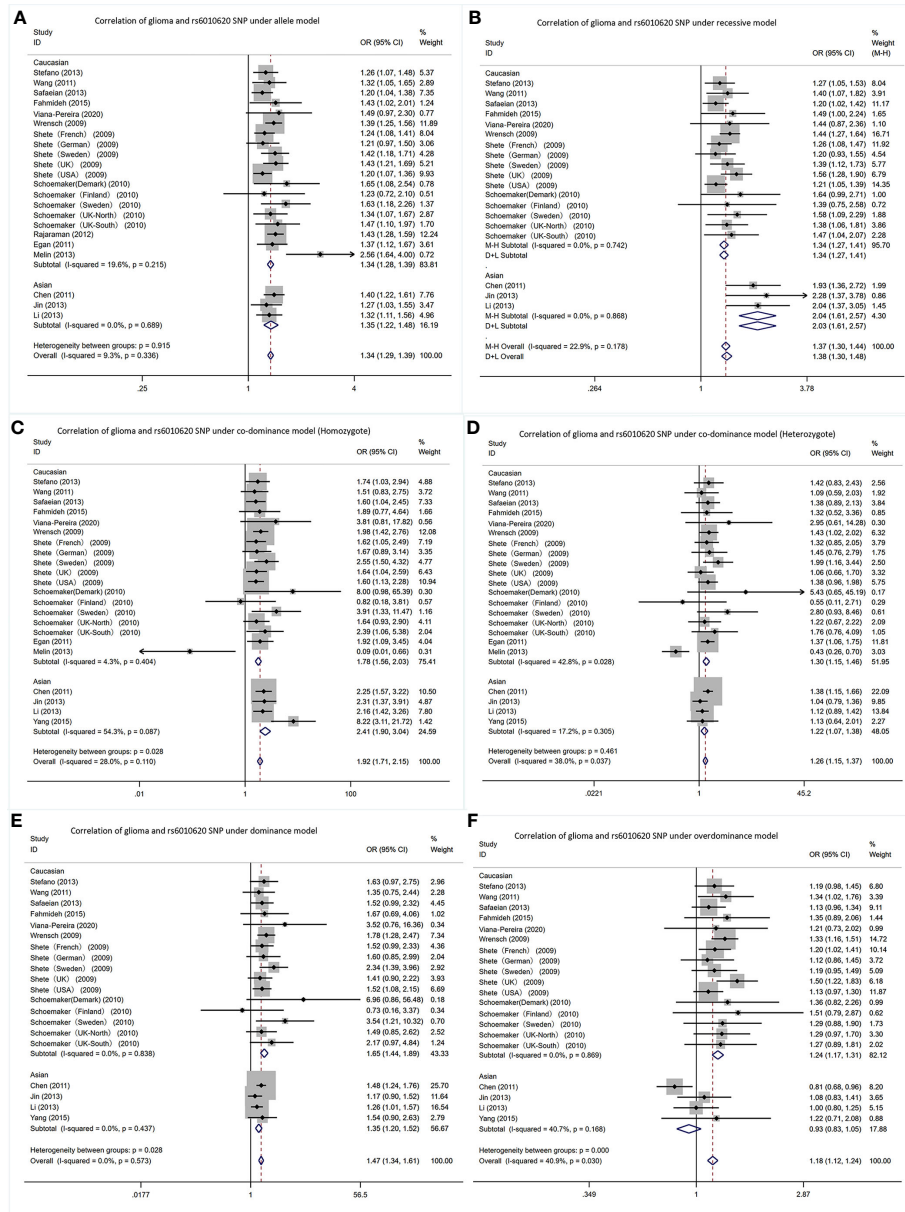 A
Correlation of glioma and rs6010620 SNP under allele model
Study %
ID OR (95% CI) Weight
Caucasian
Stefano (2013) 1.26 (1.07, 1.48) 5.37
Wang (2011) 1.32 (1.05, 1.65) 2.89
Safaeian (2013) 1.20 (1.04, 1.38) 7.35
Fahmideh (2015) 1.43 (1.02, 2.01) 1.24
Viana-Pereira (2020) 1.49 (0.97, 2.30) 0.77
Wrensch (2009) 1.39 (1.25, 1.56) 11.89
Shete (French) (2009) 1.24 (1.08, 1.41) 8.04
Shete (German) (2009) 1.21 (0.97, 1.50) 3.06
Shete (Sweden) (2009) 1.42 (1.18, 1.71) 4.28
Shete (UK) (2009) 1.43 (1.21, 1.69) 5.21
Shete (USA) (2009) 1.20 (1.07, 1.36) 9.93
Schoemaker(Demark) (2010) 1.65 (1.08, 2.54) 0.78
Schoemaker (Finland) (2010) 1.23 (0.72, 2.10) 0.51
Schoemaker (Sweden) (2010) 1.63 (1.18, 2.26) 1.37
Schoemaker (UK-North) (2010) 1.34 (1.07, 1.67) 2.87
Schoemaker (UK-South) (2010) 1.47 (1.10, 1.97) 1.70
Rajaraman (2012) 1.43 (1.28, 1.59) 12.24
Egan (2011) 1.37 (1.12, 1.67) 3.61
Melin (2013) 2.56 (1.64, 4.00) 0.72
Subtotal (I-squared = 19.6%, p = 0.215) 1.34 (1.28, 1.39) 83.81
Asian
Chen (2011) 1.40 (1.22, 1.61) 7.76
Jin (2013) 1.27 (1.03, 1.55) 3.47
Li (2013) 1.32 (1.11, 1.56) 4.96
Subtotal (I-squared = 0.0%, p = 0.689) 1.35 (1.22, 1.48) 16.19
Heterogeneity between groups: p = 0.915
Overall (I-squared = 9.3%, p = 0.336) 1.34 (1.29, 1.39) 100.00
.25 1 4
B
Correlation of glioma and rs6010620 SNP under recessive model
Study %
ID OR (95% CI) Weight
(M-H)
Caucasian
Stefano (2013) 1.27 (1.05, 1.53) 8.04
Wang (2011) 1.40 (1.07, 1.82) 3.91
Safaeian (2013) 1.20 (1.02, 1.42) 11.17
Fahmideh (2015) 1.49 (1.00, 2.24) 1.65
Viana-Pereira (2020) 1.44 (0.87, 2.36) 1.10
Wrensch (2009) 1.44 (1.27, 1.64) 16.71
Shete (French) (2009) 1.26 (1.08, 1.47) 11.92
Shete (German) (2009) 1.20 (0.93, 1.55) 4.54
Shete (Sweden) (2009) 1.39 (1.12, 1.73) 5.77
Shete (UK) (2009) 1.56 (1.28, 1.90) 6.79
Shete (USA) (2009) 1.21 (1.05, 1.39) 14.35
Schoemaker(Demark) (2010) 1.64 (0.99, 2.71) 1.00
Schoemaker (Finland) (2010) 1.39 (0.75, 2.58) 0.72
Schoemaker (Sweden) (2010) 1.58 (1.09, 2.29) 1.88
Schoemaker (UK-North) (2010) 1.38 (1.06, 1.81) 3.86
Schoemaker (UK-South) (2010) 1.47 (1.04, 2.07) 2.28
M-H Subtotal (I-squared = 0.0%, p = 0.742) 1.34 (1.27, 1.41) 95.70
D+L Subtotal 1.34 (1.27, 1.41)
.
Asian
Chen (2011) 1.93 (1.36, 2.72) 1.99
Jin (2013) 2.28 (1.37, 3.78) 0.86
Li (2013) 2.04 (1.37, 3.05) 1.45
M-H Subtotal (I-squared = 0.0%, p = 0.868) 2.04 (1.61, 2.57) 4.30
D+L Subtotal 2.03 (1.61, 2.57)
.
M-H Overall (I-squared = 22.9%, p = 0.178) 1.37 (1.30, 1.44) 100.00
D+L Overall 1.38 (1.30, 1.48)
.264 1 3.78
C
Correlation of glioma and rs6010620 SNP under co-dominance model (Homozygote)
Study %
ID OR (95% CI) Weight
Caucasian
Stefano (2013) 1.74 (1.03, 2.94) 4.88
Wang (2011) 1.51 (0.83, 2.75) 3.72
Safaeian (2013) 1.60 (1.04, 2.45) 7.33
Fahmideh (2015) 1.89 (0.77, 4.64) 1.66
Viana-Pereira (2020) 3.81 (0.81, 17.82) 0.56
Wrensch (2009) 1.98 (1.42, 2.76) 12.08
Shete (French) (2009) 1.62 (1.05, 2.49) 7.19
Shete (German) (2009) 1.67 (0.89, 3.14) 3.35
Shete (Sweden) (2009) 2.55 (1.50, 4.32) 4.77
Shete (UK) (2009) 1.64 (1.04, 2.59) 6.43
Shete (USA) (2009) 1.60 (1.13, 2.28) 10.94
Schoemaker(Demark) (2010) 8.00 (0.98, 65.39) 0.30
Schoemaker (Finland) (2010) 0.82 (0.18, 3.81) 0.57
Schoemaker (Sweden) (2010) 3.91 (1.33, 11.47) 1.16
Schoemaker (UK-North) (2010) 1.64 (0.93, 2.90) 4.11
Schoemaker (UK-South) (2010) 2.39 (1.06, 5.38) 2.04
Egan (2011) 1.92 (1.09, 3.45) 4.04
Melin (2013) 0.09 (0.01, 0.66) 0.31
Subtotal (I-squared = 4.3%, p = 0.404) 1.78 (1.56, 2.03) 75.41
Asian
Chen (2011) 2.25 (1.57, 3.22) 10.50
Jin (2013) 2.31 (1.37, 3.91) 4.87
Li (2013) 2.16 (1.42, 3.26) 7.80
Yang (2015) 8.22 (3.11, 21.72) 1.42
Subtotal (I-squared = 54.3%, p = 0.087) 2.41 (1.90, 3.04) 24.59
Heterogeneity between groups: p = 0.028
Overall (I-squared = 28.0%, p = 0.110) 1.92 (1.71, 2.15) 100.00
.01 1 100
D
Correlation of glioma and rs6010620 SNP under co-dominance model (Heterozygote)
Study %
ID OR (95% CI) Weight
Caucasian
Stefano (2013) 1.42 (0.83, 2.43) 2.56
Wang (2011) 1.09 (0.59, 2.03) 1.92
Safaeian (2013) 1.38 (0.89, 2.13) 3.84
Fahmideh (2015) 1.32 (0.52, 3.36) 0.85
Viana-Pereira (2020) 2.95 (0.61, 14.28) 0.30
Wrensch (2009) 1.43 (1.02, 2.02) 6.32
Shete (French) (2009) 1.32 (0.85, 2.05) 3.79
Shete (German) (2009) 1.45 (0.76, 2.79) 1.75
Shete (Sweden) (2009) 1.99 (1.16, 3.44) 2.50
Shete (UK) (2009) 1.06 (0.66, 1.70) 3.32
Shete (USA) (2009) 1.38 (0.96, 1.98) 5.75
Schoemaker(Demark) (2010) 5.43 (0.65, 45.19) 0.17
Schoemaker (Finland) (2010) 0.55 (0.11, 2.71) 0.29
Schoemaker (Sweden) (2010) 2.80 (0.93, 8.46) 0.61
Schoemaker (UK-North) (2010) 1.22 (0.67, 2.22) 2.09
Schoemaker (UK-South) (2010) 1.76 (0.76, 4.09) 1.05
Egan (2011) 1.37 (1.06, 1.75) 11.81
Melin (2013) 0.43 (0.26, 0.70) 3.03
Subtotal (I-squared = 42.8%, p = 0.028) 1.30 (1.15, 1.46) 51.95
Asian
Chen (2011) 1.38 (1.15, 1.66) 22.09
Jin (2013) 1.04 (0.79, 1.36) 9.85
Li (2013) 1.12 (0.89, 1.42) 13.84
Yang (2015) 1.13 (0.64, 2.01) 2.27
Subtotal (I-squared = 17.2%, p = 0.305) 1.22 (1.07, 1.38) 48.05
Heterogeneity between groups: p = 0.461
Overall (I-squared = 38.0%, p = 0.037) 1.26 (1.15, 1.37) 100.00
.0221 1 45.2
E
Correlation of glioma and rs6010620 SNP under dominance model
Study %
ID OR (95% CI) Weight
Caucasian
Stefano (2013) 1.63 (0.97, 2.75) 2.96
Wang (2011) 1.35 (0.75, 2.44) 2.28
Safaeian (2013) 1.52 (0.99, 2.32) 4.45
Fahmideh (2015) 1.67 (0.69, 4.06) 1.02
Viana-Pereira (2020) 3.52 (0.76, 16.36) 0.34
Wrensch (2009) 1.78 (1.28, 2.47) 7.34
Shete (French) (2009) 1.52 (0.99, 2.33) 4.36
Shete (German) (2009) 1.60 (0.85, 2.99) 2.04
Shete (Sweden) (2009) 2.34 (1.39, 3.96) 2.92
Shete (UK) (2009) 1.41 (0.90, 2.22) 3.93
Shete (USA) (2009) 1.52 (1.08, 2.15) 6.69
Schoemaker(Demark) (2010) 6.96 (0.86, 56.48) 0.18
Schoemaker (Finland) (2010) 0.73 (0.16, 3.37) 0.34
Schoemaker (Sweden) (2010) 3.54 (1.21, 10.32) 0.70
Schoemaker (UK-North) (2010) 1.49 (0.85, 2.62) 2.52
Schoemaker (UK-South) (2010) 2.17 (0.97, 4.84) 1.24
Subtotal (I-squared = 0.0%, p = 0.838) 1.65 (1.44, 1.89) 43.33
Asian
Chen (2011) 1.48 (1.24, 1.76) 25.70
Jin (2013) 1.17 (0.90, 1.52) 11.64
Li (2013) 1.26 (1.01, 1.57) 16.54
Yang (2015) 1.54 (0.90, 2.63) 2.79
Subtotal (I-squared = 0.0%, p = 0.437) 1.35 (1.20, 1.52) 56.67
Heterogeneity between groups: p = 0.028
Overall (I-squared = 0.0%, p = 0.573) 1.47 (1.34, 1.61) 100.00
.0177 1 56.5
F
Correlation of glioma and rs6010620 SNP under overdominance model
Study %
ID OR (95% CI) Weight
Caucasian
Stefano (2013) 1.19 (0.98, 1.45) 6.80
Wang (2011) 1.34 (1.02, 1.76) 3.39
Safaeian (2013) 1.13 (0.96, 1.34) 9.11
Fahmideh (2015) 1.35 (0.89, 2.06) 1.44
Viana-Pereira (2020) 1.21 (0.73, 2.02) 0.99
Wrensch (2009) 1.33 (1.16, 1.51) 14.72
Shete (French) (2009) 1.20 (1.02, 1.41) 10.14
Shete (German) (2009) 1.12 (0.86, 1.45) 3.72
Shete (Sweden) (2009) 1.19 (0.95, 1.49) 5.09
Shete (UK) (2009) 1.50 (1.22, 1.83) 6.18
Shete (USA) (2009) 1.13 (0.97, 1.30) 11.87
Schoemaker(Demark) (2010) 1.36 (0.82, 2.26) 0.99
Schoemaker (Finland) (2010) 1.51 (0.79, 2.87) 0.62
Schoemaker (Sweden) (2010) 1.29 (0.88, 1.90) 1.73
Schoemaker (UK-North) (2010) 1.29 (0.97, 1.70) 3.30
Schoemaker (UK-South) (2010) 1.27 (0.89, 1.81) 2.02
Subtotal (I-squared = 0.0%, p = 0.869) 1.24 (1.17, 1.31) 82.12
Asian
Chen (2011) 0.81 (0.68, 0.96) 8.20
Jin (2013) 1.08 (0.83, 1.41) 3.65
Li (2013) 1.00 (0.80, 1.25) 5.15
Yang (2015) 1.22 (0.71, 2.08) 0.88
Subtotal (I-squared = 40.7%, p = 0.168) 0.93 (0.83, 1.05) 17.88
Heterogeneity between groups: p = 0.000
Overall (I-squared = 40.9%, p = 0.030) 1.18 (1.12, 1.24) 100.00
.349 1 2.87